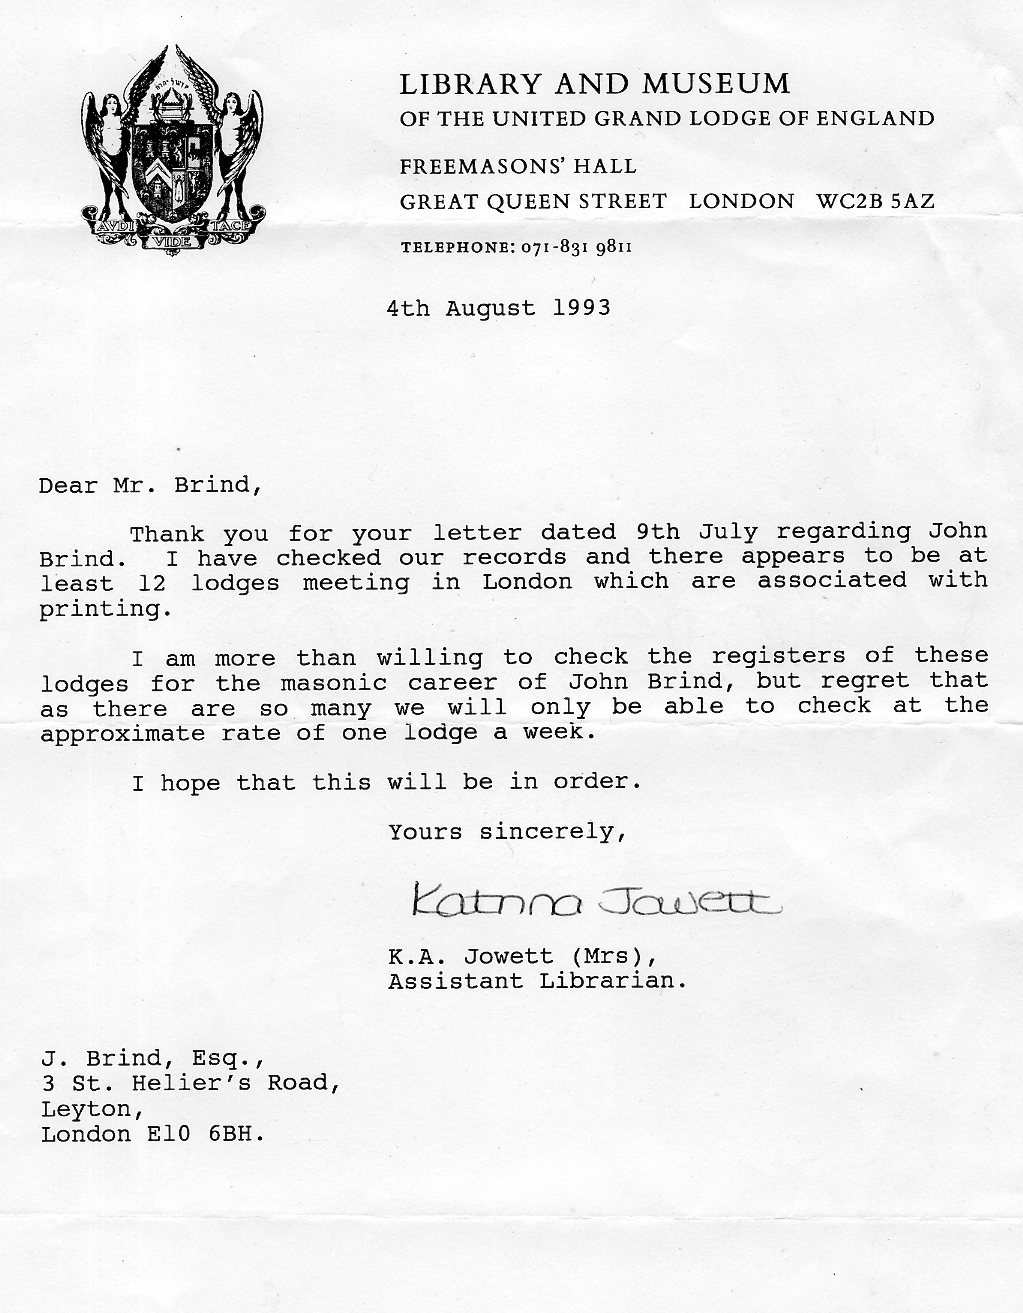 LIBRARY AND MUSEUM
OF THE UNITED GRAND LODGE OF ENGLAND
FREEMASONS' HALL
GREAT QUEEN STREET LONDON WC2B 5AZ
TELEPHONE: 071-831 9811
AVDI VIDE TACE
4th August 1993
Dear Mr. Brind,
Thank you for your letter dated 9th July regarding John
Brind. I have checked our records and there appears to be at
least 12 lodges meeting in London which are associated with
printing.
I am more than willing to check the registers of these
lodges for the masonic career of John Brind, but regret that
as there are so many we will only be able to check at the
approximate rate of one lodge a week.
I hope that this will be in order.
Yours sincerely,
Katrina Jowett
K.A. Jowett (Mrs),
Assistant Librarian.
J. Brind, Esq.,
3 St. Helier's Road,
Leyton,
London E10 6BH.